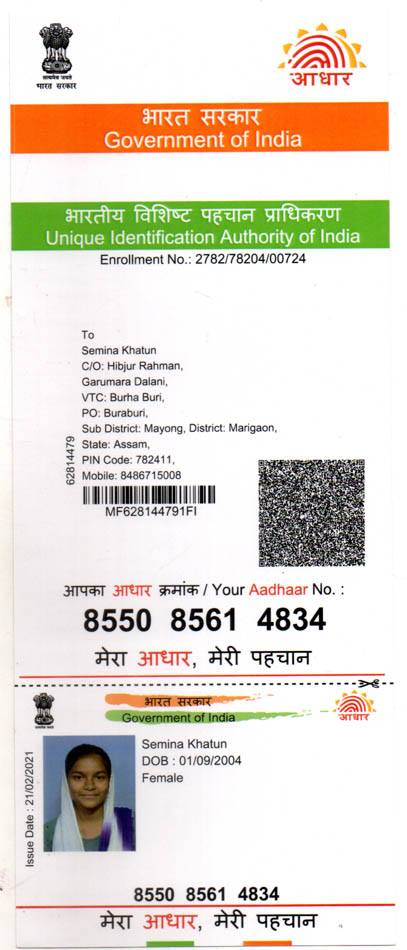 सत्यमेव जयते
भारत सरकार
आधार
भारत सरकार
Government of India
भारतीय विशिष्ट पहचान प्राधिकरण
Unique Identification Authority of India
Enrollment No.: 2782/78204/00724
To
Semina Khatun
C/O: Hibjur Rahman,
Garumara Dalani,
VTC: Burha Buri,
PO: Buraburi,
Sub District: Mayong, District: Marigaon,
State: Assam,
PIN Code: 782411,
Mobile: 8486715008
62814479
MF628144791FI
आपका आधार क्रमांक / Your Aadhaar No. :
8550 8561 4834
मेरा आधार, मेरी पहचान
भारत सरकार
Government of India
आधार
Issue Date : 21/02/2021
Semina Khatun
DOB : 01/09/2004
Female
8550 8561 4834
मेरा आधार, मेरी पहचान